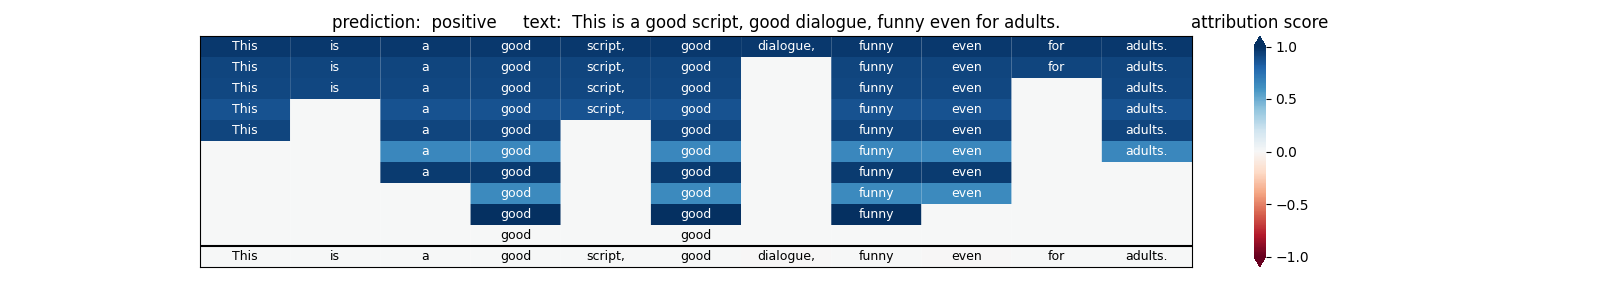 prediction:  positive     text:  This is a good script, good dialogue, funny even for adults.     attribution score
This is a good script, good dialogue, funny even for adults. 1.0
This is a good script, good funny even for adults.
This is a good script, good funny even adults.
This a good script, good funny even adults. 0.5
This a good good funny even adults.
a good good funny even adults. 0.0
a good good funny even
good good funny even
good good funny −0.5
good good
This is a good script, good dialogue, funny even for adults. −1.0